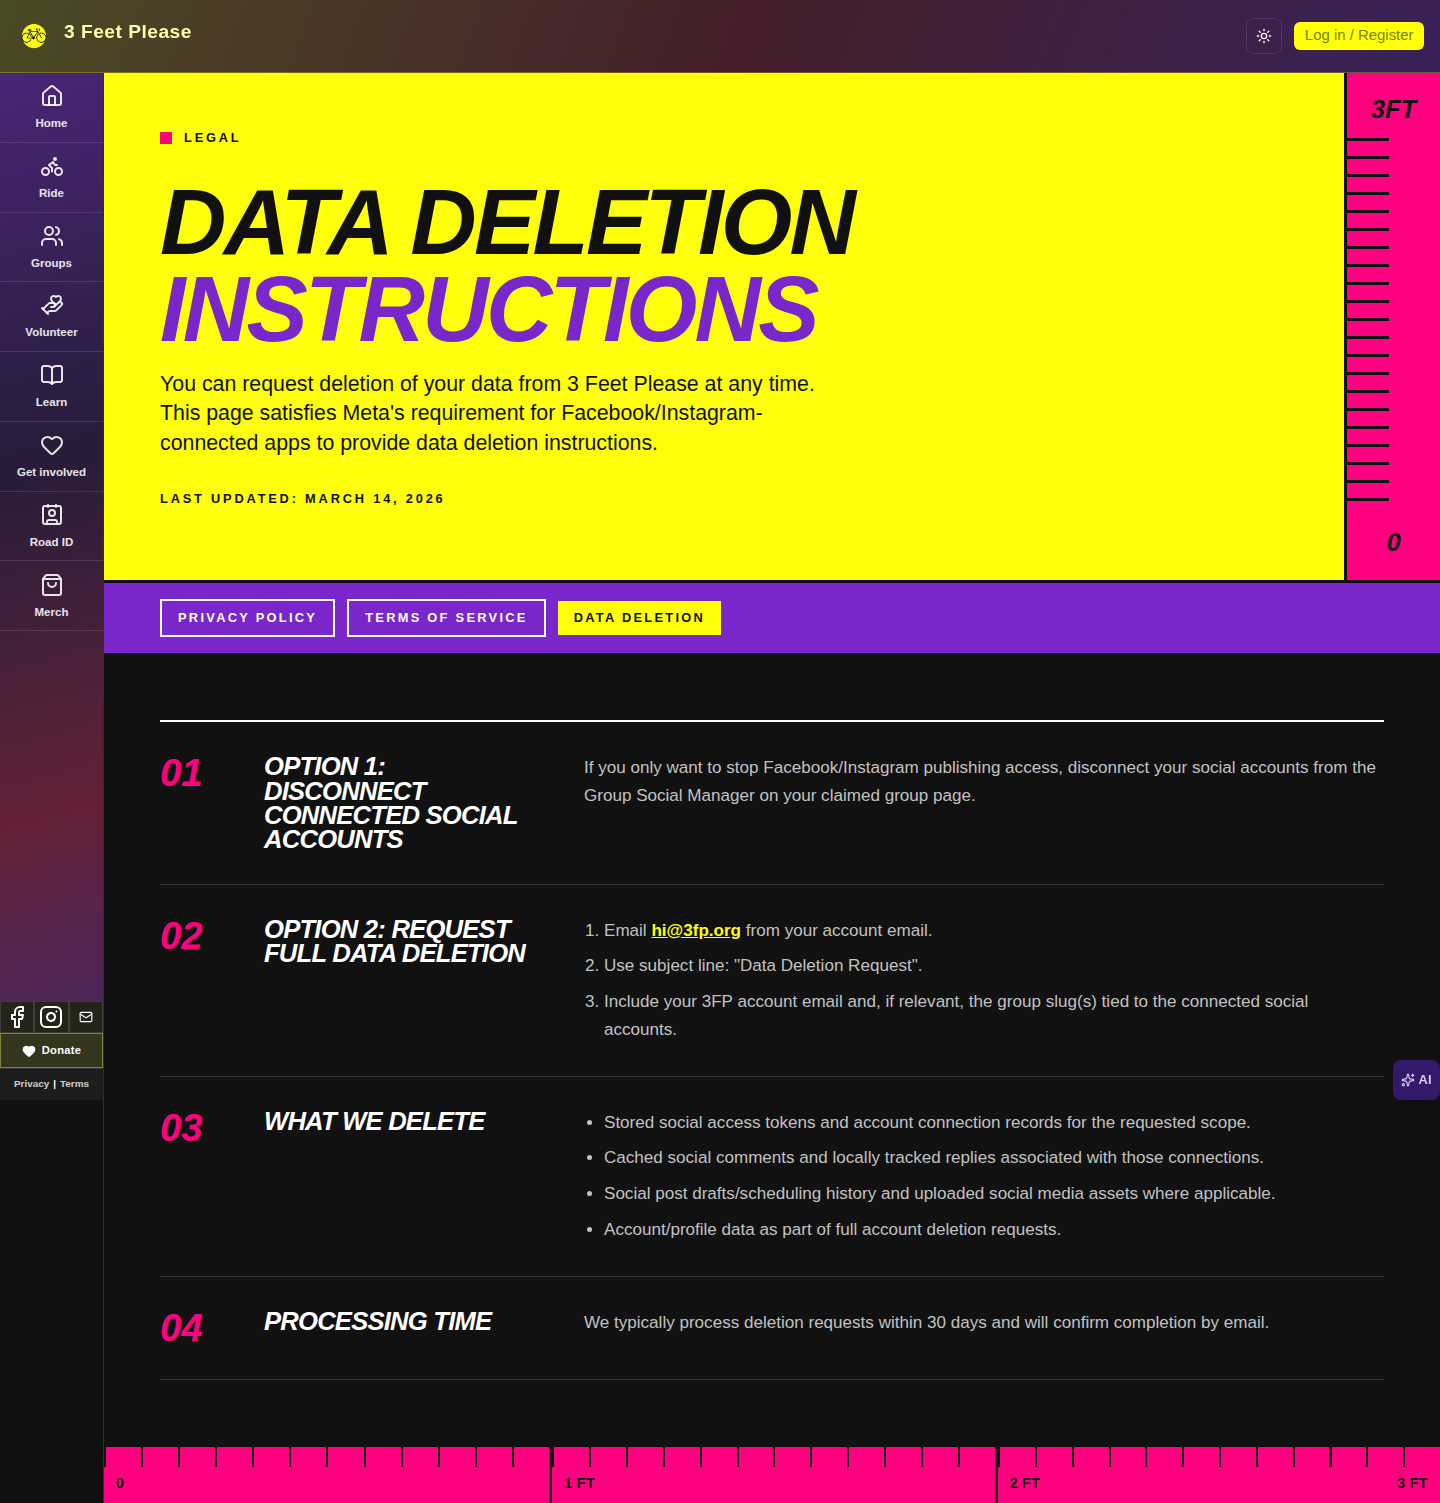 3 Feet Please
Log in / Register
Home
Ride
Groups
Volunteer
Learn
Get involved
Road ID
Merch
Donate
Privacy | Terms
LEGAL
DATA DELETION
INSTRUCTIONS
You can request deletion of your data from 3 Feet Please at any time.
This page satisfies Meta's requirement for Facebook/Instagram-
connected apps to provide data deletion instructions.
LAST UPDATED: MARCH 14, 2026
3FT
0
PRIVACY POLICY
TERMS OF SERVICE
DATA DELETION
01
OPTION 1:
DISCONNECT
CONNECTED SOCIAL
ACCOUNTS
If you only want to stop Facebook/Instagram publishing access, disconnect your social accounts from the
Group Social Manager on your claimed group page.
02
OPTION 2: REQUEST
FULL DATA DELETION
1. Email hi@3fp.org from your account email.
2. Use subject line: "Data Deletion Request".
3. Include your 3FP account email and, if relevant, the group slug(s) tied to the connected social
accounts.
03
WHAT WE DELETE
• Stored social access tokens and account connection records for the requested scope.
• Cached social comments and locally tracked replies associated with those connections.
• Social post drafts/scheduling history and uploaded social media assets where applicable.
• Account/profile data as part of full account deletion requests.
04
PROCESSING TIME
We typically process deletion requests within 30 days and will confirm completion by email.
AI
0
1 FT
2 FT
3 FT